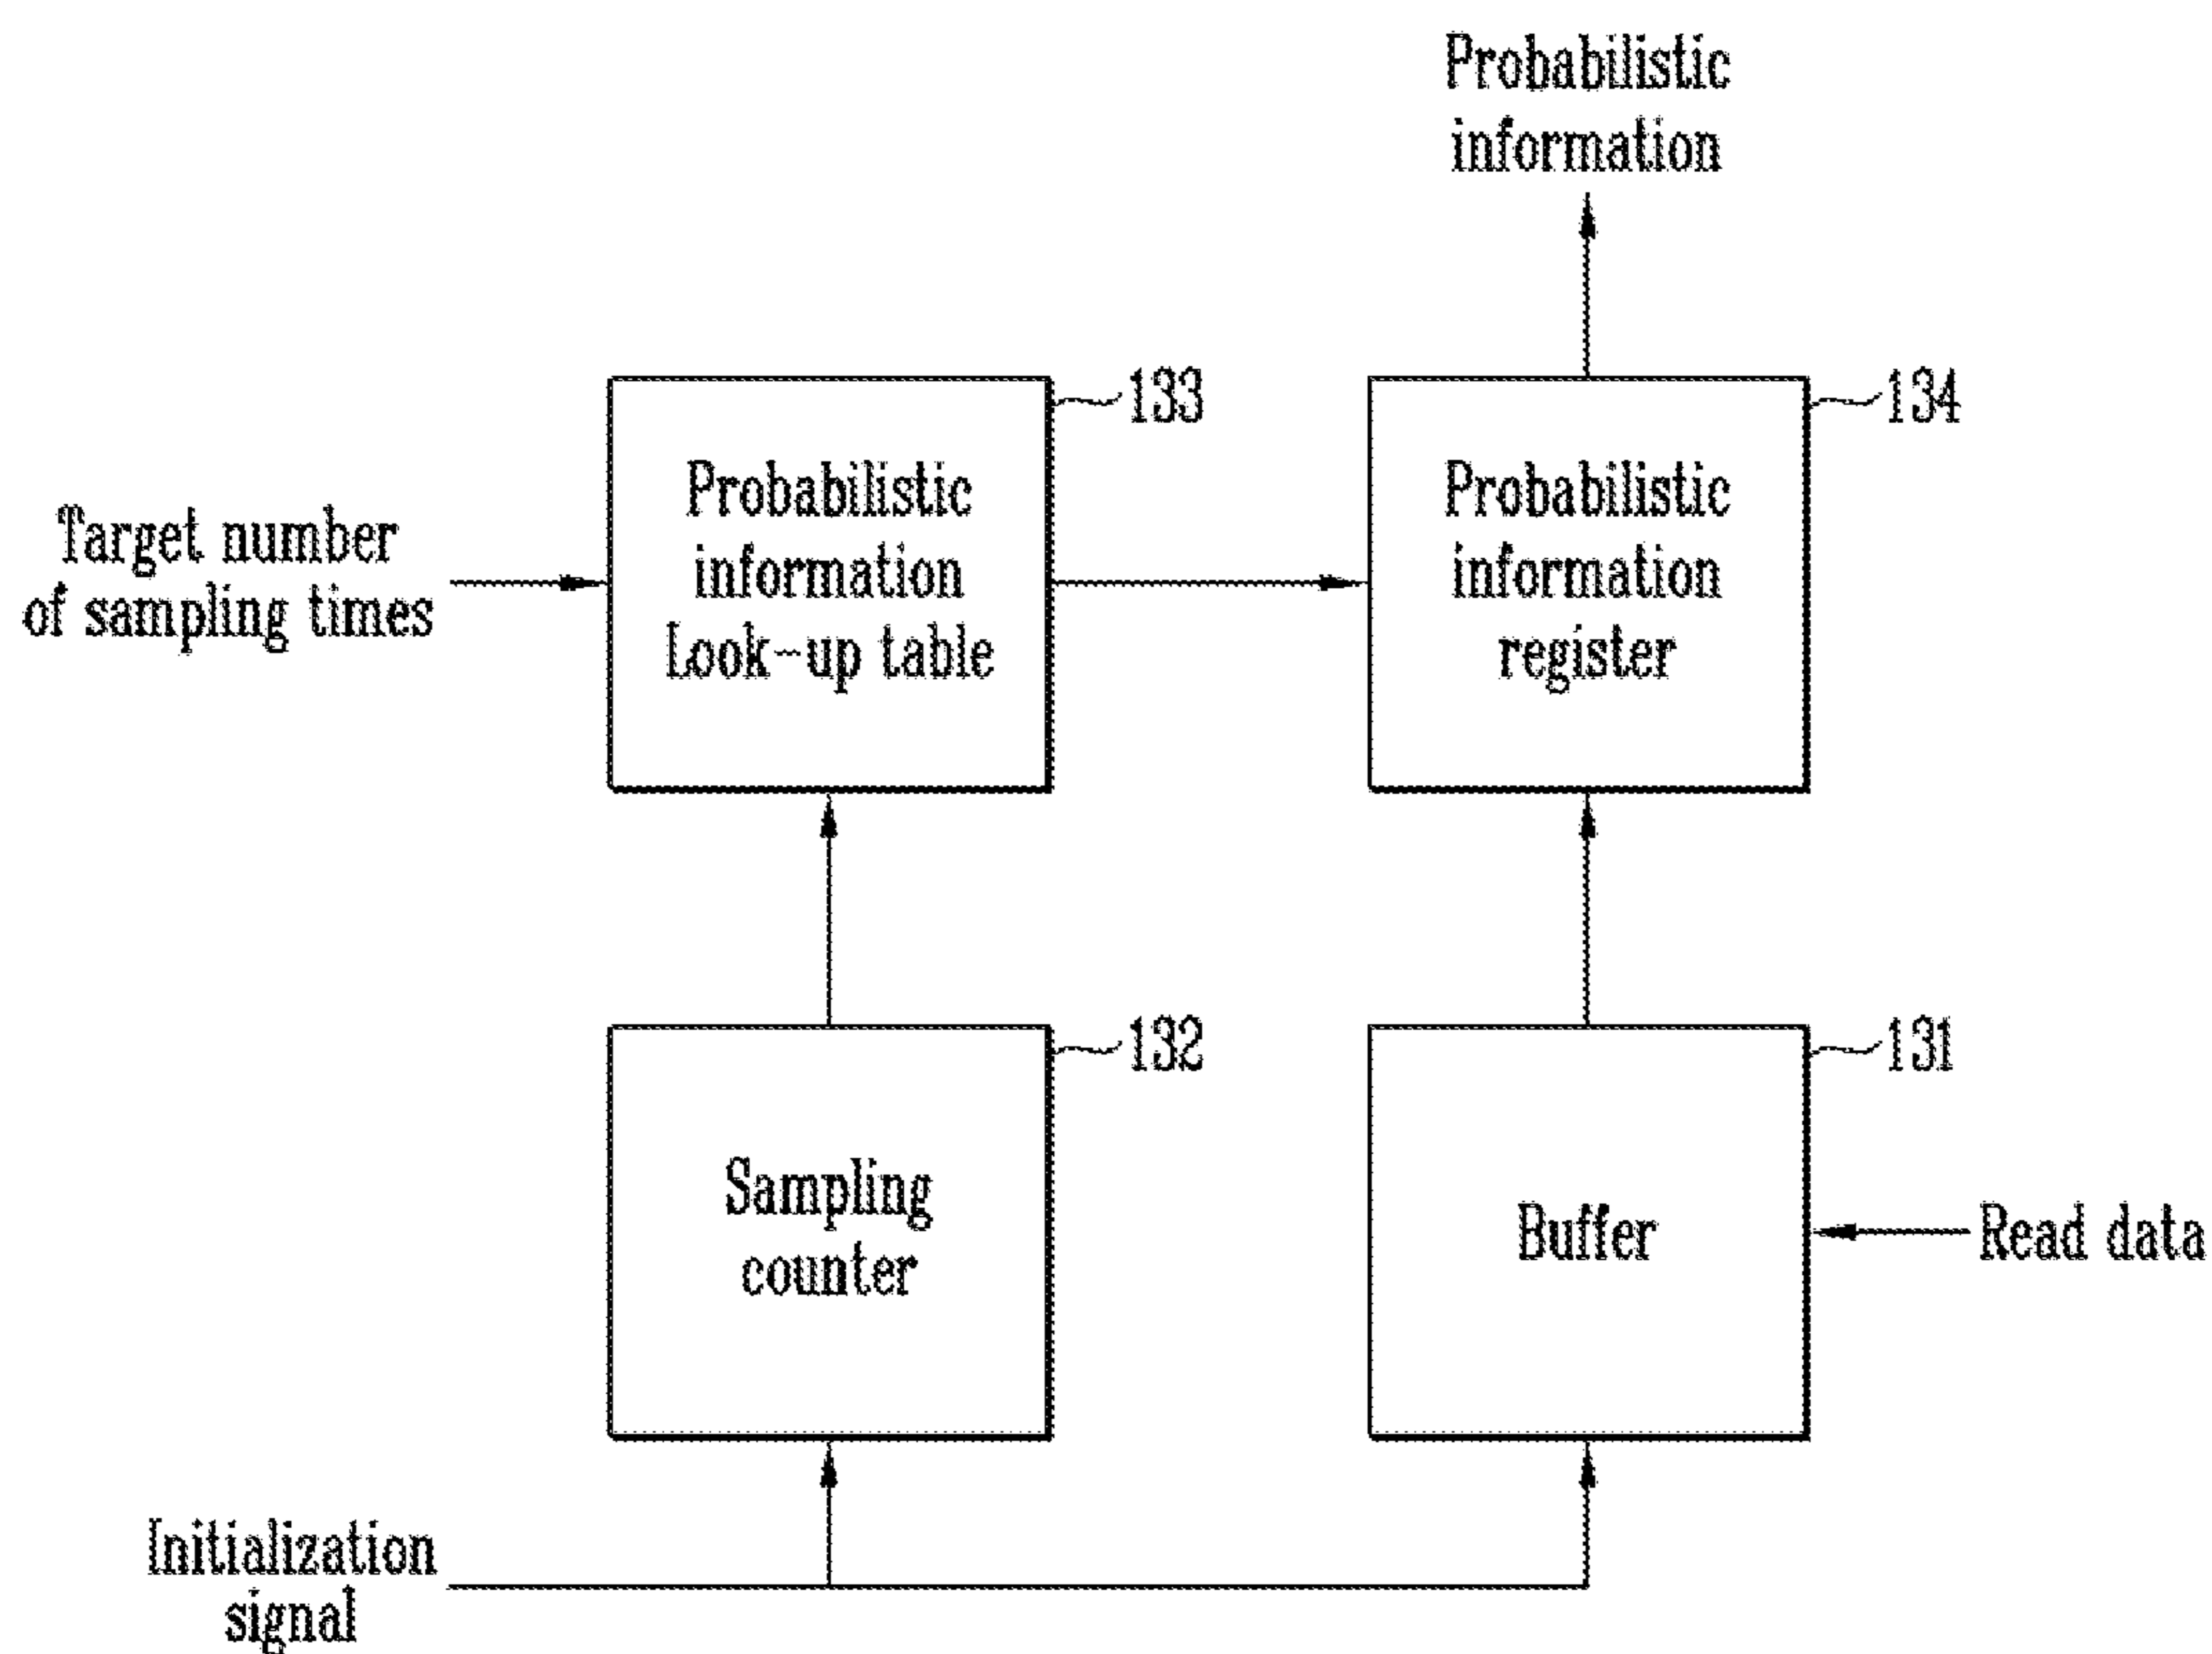 Probabilistic
information
133
134
Target number
of sampling times
Probabilistic
information
Look-up table
Probabilistic
information
register
132
131
Sampling
counter
Buffer
Read data
Initialization
signal